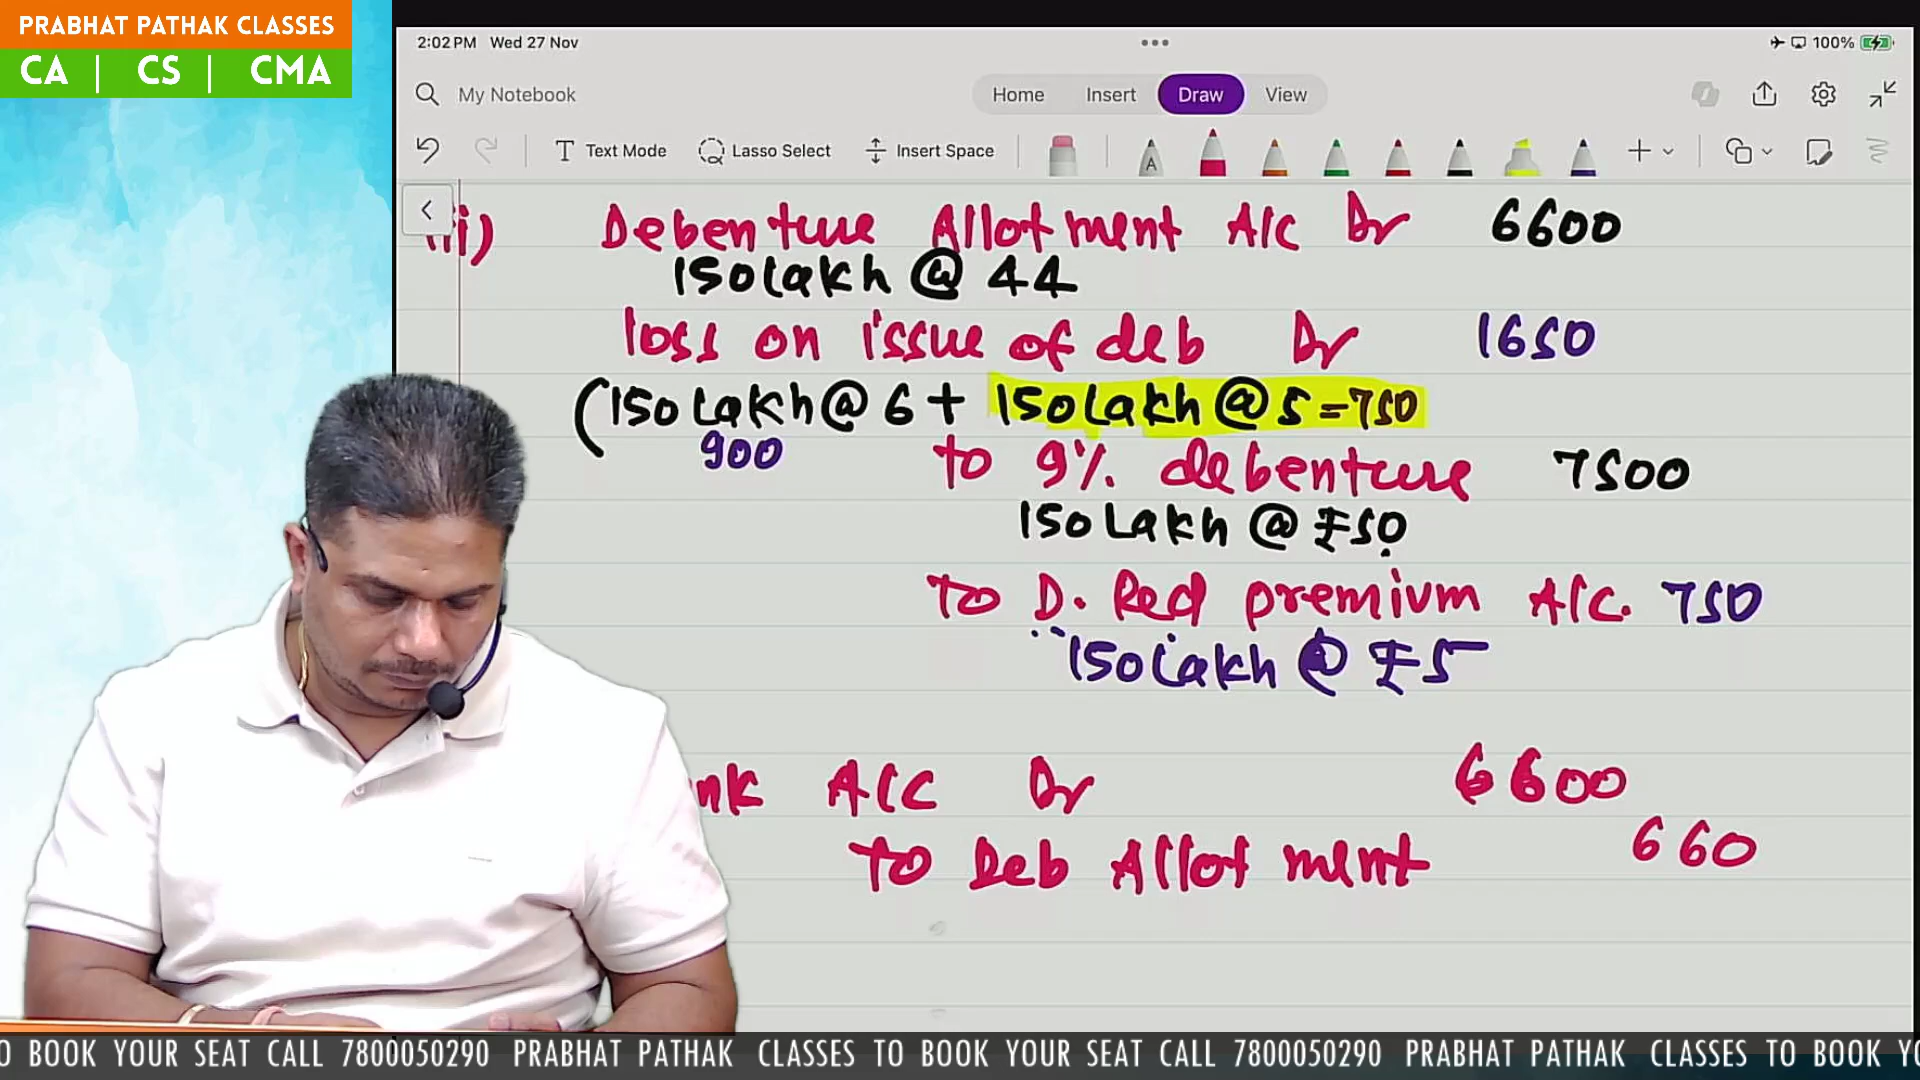 PRABHAT PATHAK CLASSES
CA | CS | CMA
2:02 PM Wed 27 Nov
100%
My Notebook
Home Insert Draw View
Text Mode Lasso Select Insert Space
A
ii) Debenture Allotment A/c Dr 6600
150 lakh @ 44
loss on issue of deb Dr 1650
(150 Lakh @ 6 + 150 Lakh @ 5 = 750
900
to 9% debenture 7500
150 Lakh @ ₹50
to D. Red premium A/c. 750
150 Lakh @ ₹5
nk A/c Dr 6600
to Deb Allotment 660
O BOOK YOUR SEAT CALL 7800050290 PRABHAT PATHAK CLASSES TO BOOK YOUR SEAT CALL 7800050290 PRABHAT PATHAK CLASSES TO BOOK YO